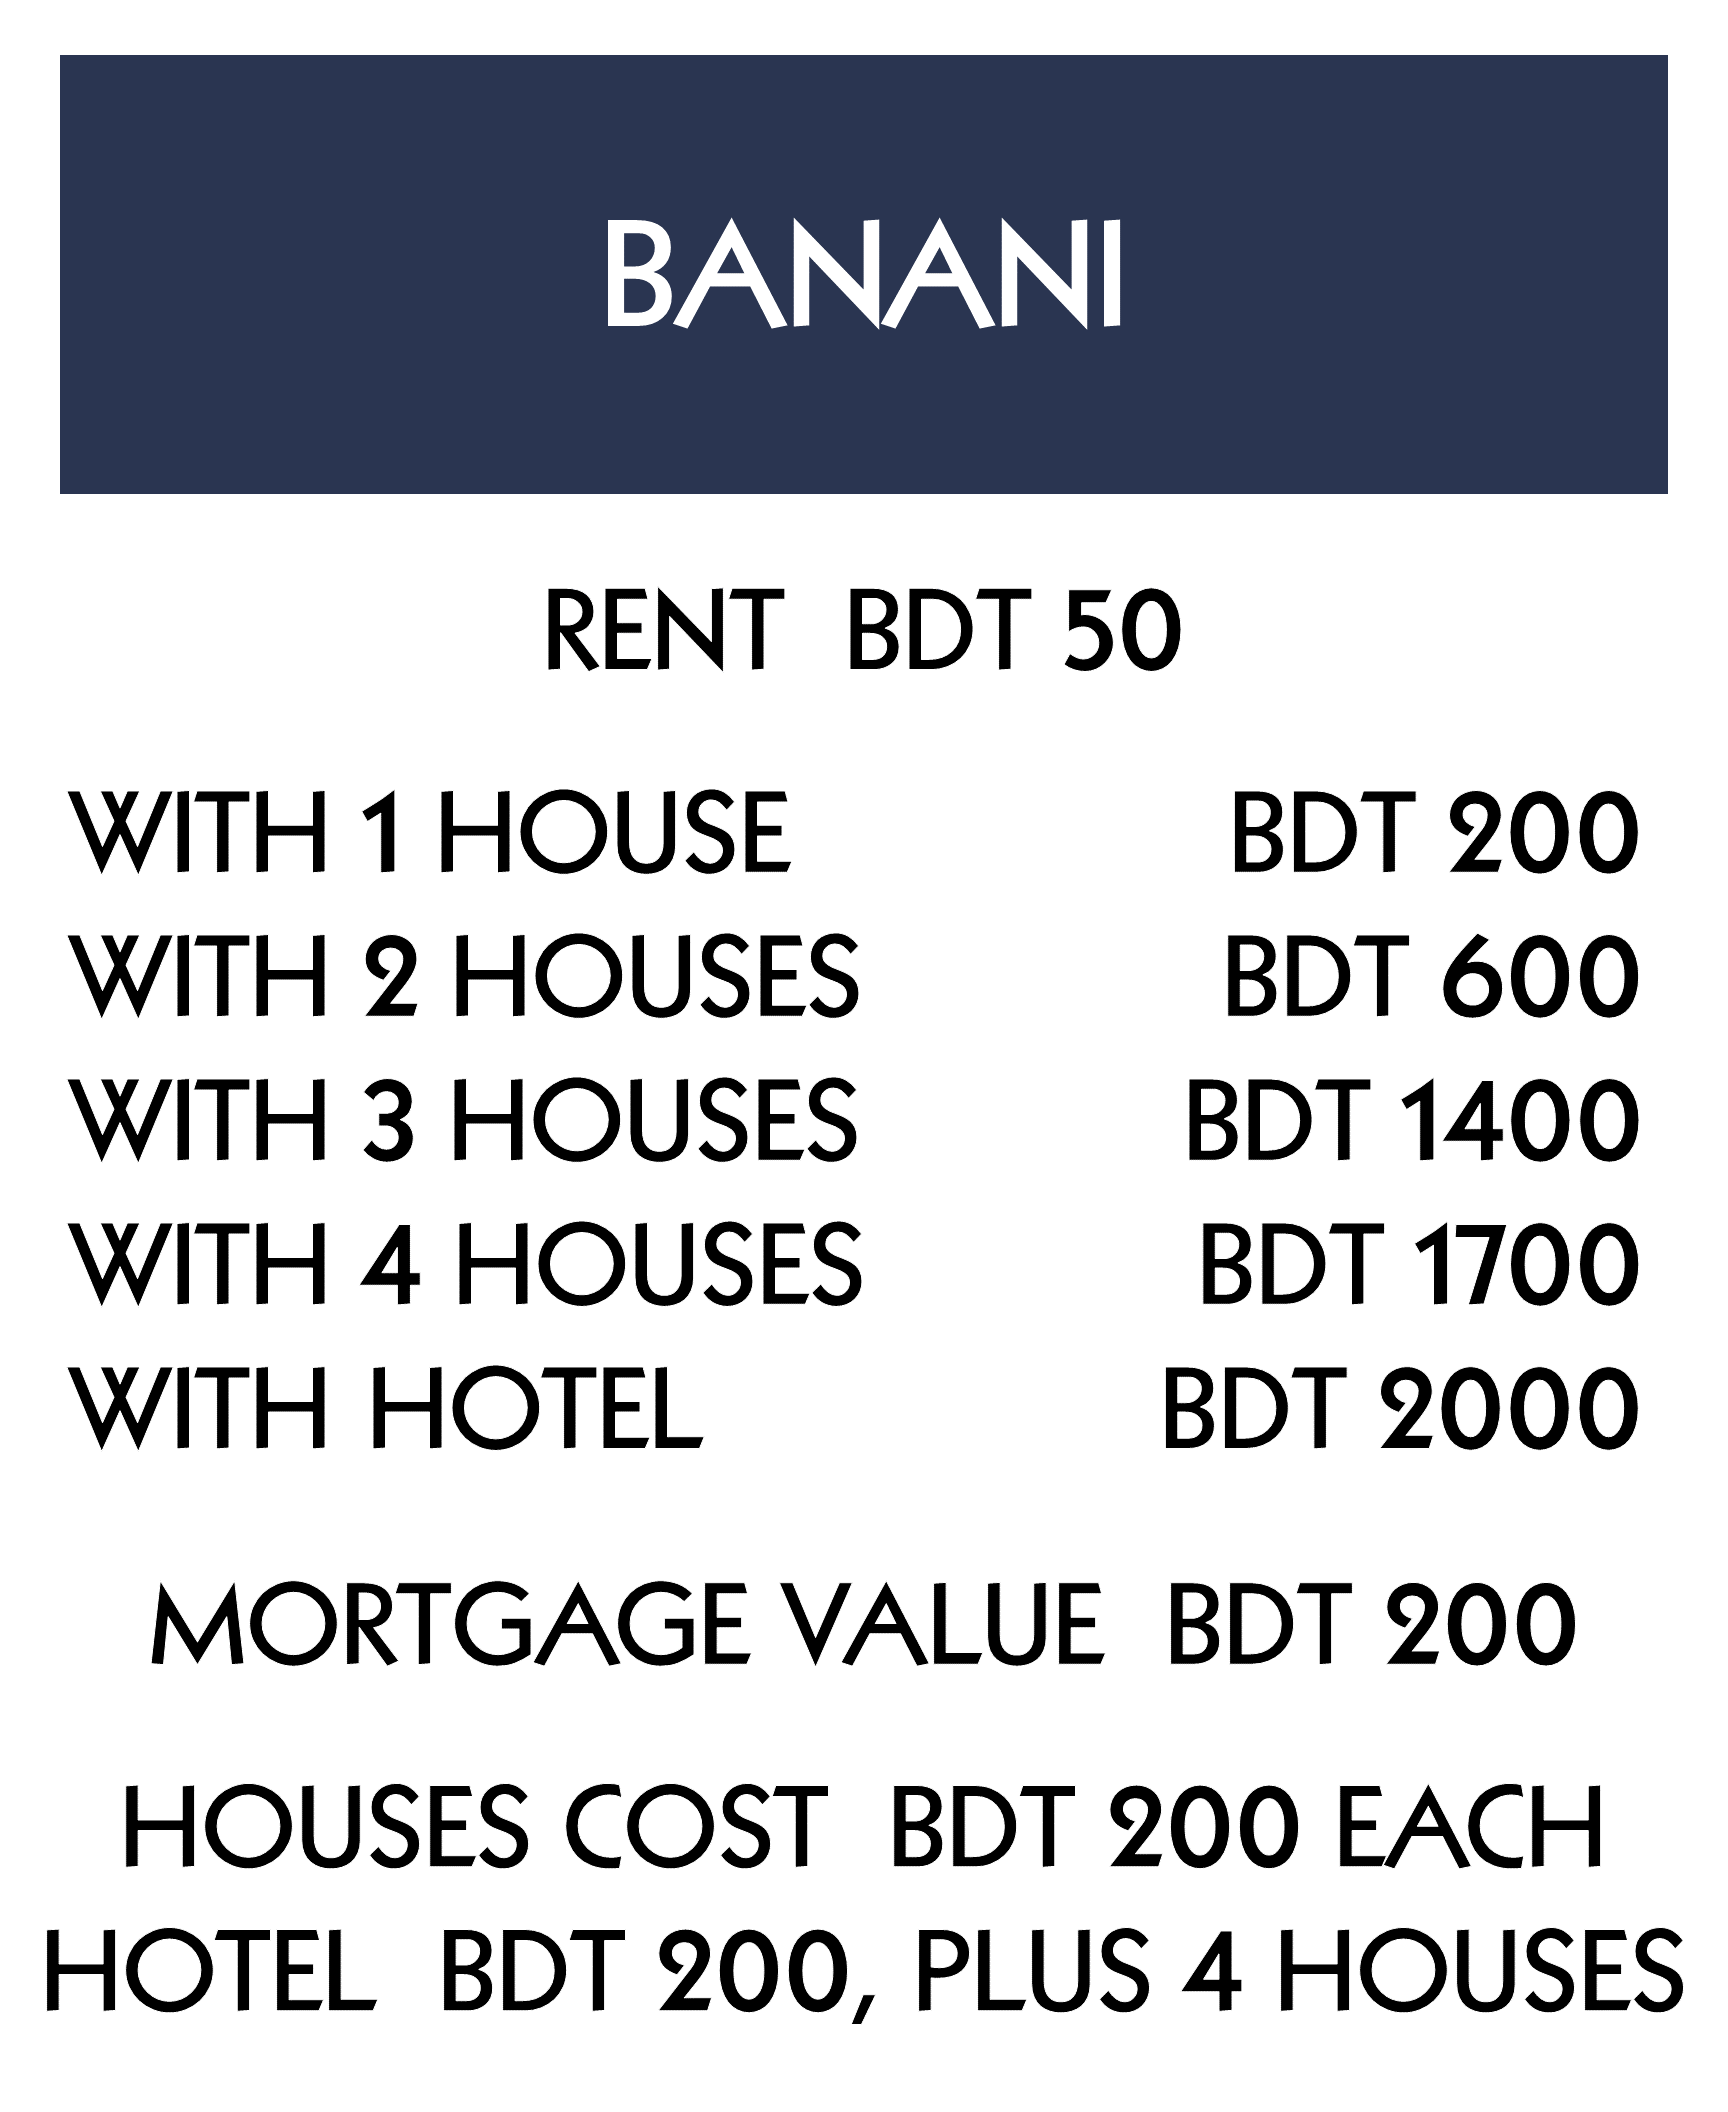 BANANI
RENT BDT 50
WITH 1 HOUSE BDT 200
WITH 2 HOUSES BDT 600
WITH 3 HOUSES BDT 1400
WITH 4 HOUSES BDT 1700
WITH HOTEL BDT 2000
MORTGAGE VALUE BDT 200
HOUSES COST BDT 200 EACH
HOTEL BDT 200, PLUS 4 HOUSES